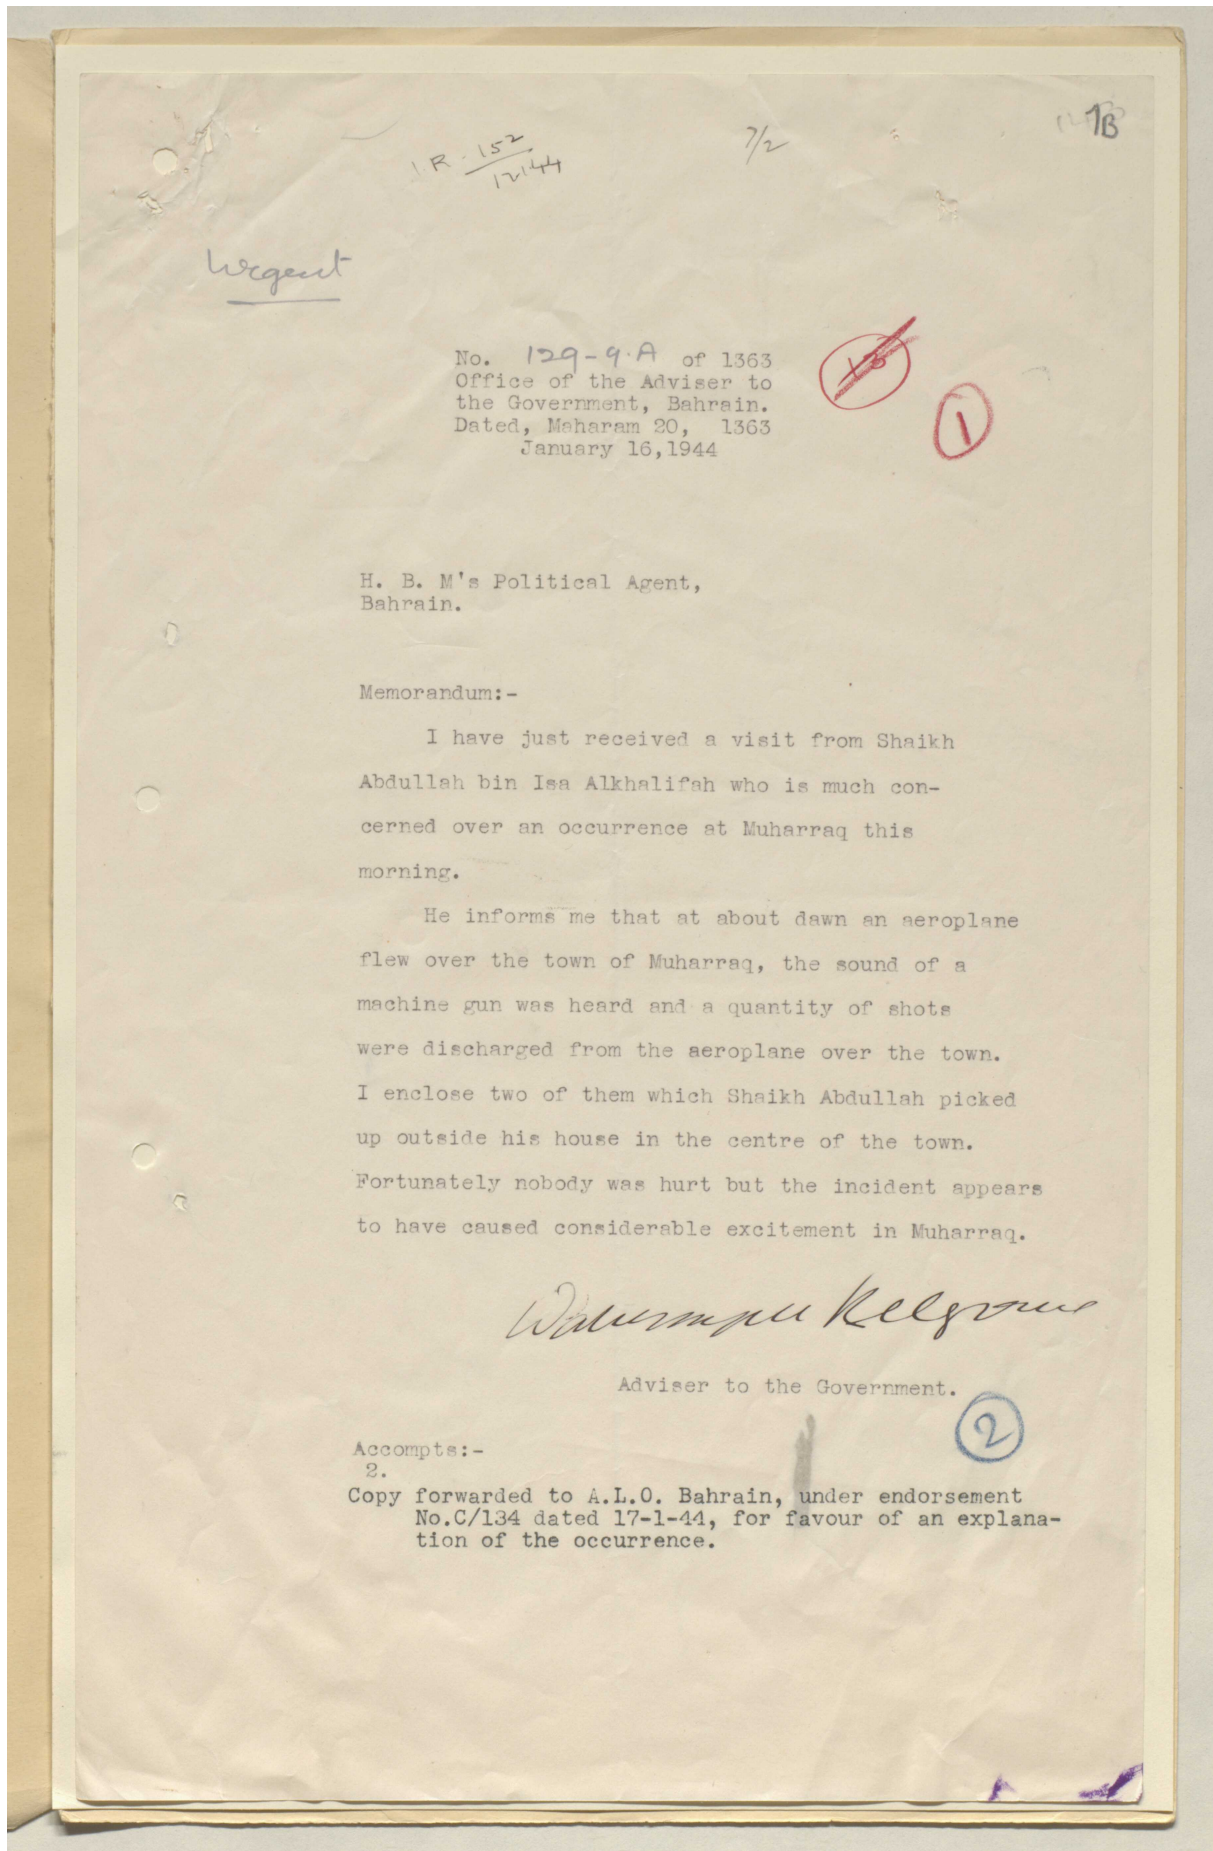 7B
7/2
I.R. 152
12144
Urgent
No. 129-9.A of 1363
Office of the Adviser to
the Government, Bahrain.
Dated, Maharam 20, 1363
January 16,1944
13
1
H. B. M's Political Agent,
Bahrain.
Memorandum:-
I have just received a visit from Shaikh
Abdullah bin Isa Alkhalifah who is much con-
cerned over an occurrence at Muharraq this
morning.
He informs me that at about dawn an aeroplane
flew over the town of Muharraq, the sound of a
machine gun was heard and a quantity of shots
were discharged from the aeroplane over the town.
I enclose two of them which Shaikh Abdullah picked
up outside his house in the centre of the town.
Fortunately nobody was hurt but the incident appears
to have caused considerable excitement in Muharraq.
Adviser to the Government.
2
Accompts:-
2.
Copy forwarded to A.L.O. Bahrain, under endorsement
No.C/134 dated 17-1-44, for favour of an explana-
tion of the occurrence.